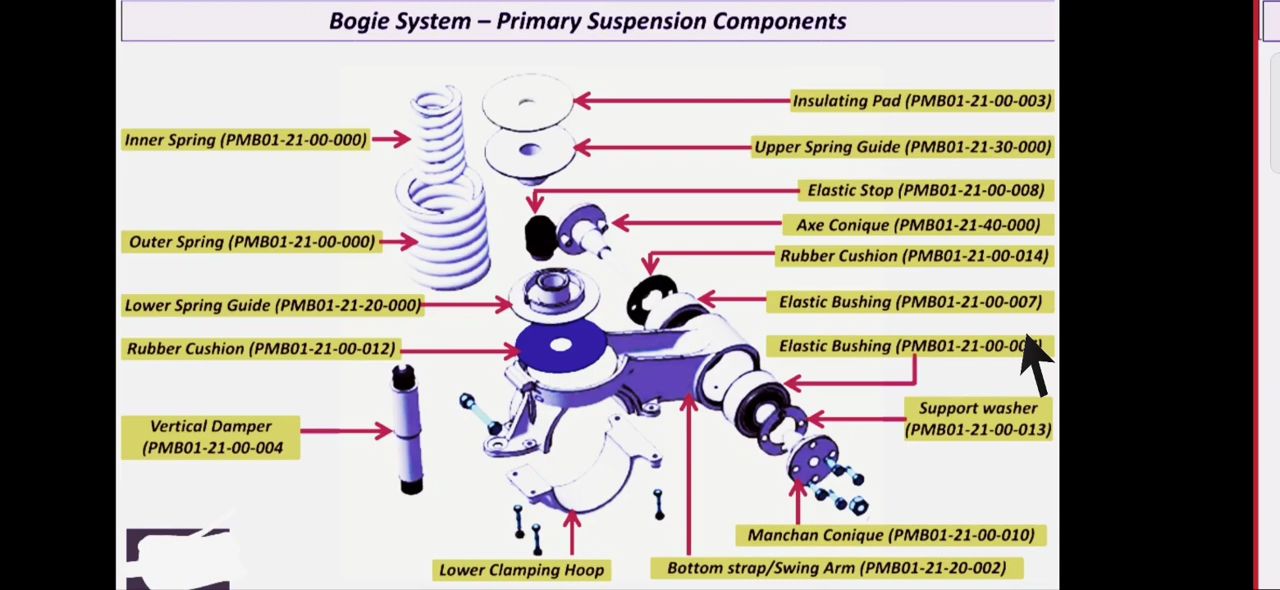 Bogie System – Primary Suspension Components
Insulating Pad (PMB01-21-00-003)
Inner Spring (PMB01-21-00-000)
Upper Spring Guide (PMB01-21-30-000)
Elastic Stop (PMB01-21-00-008)
Axe Conique (PMB01-21-40-000)
Outer Spring (PMB01-21-00-000)
Rubber Cushion (PMB01-21-00-014)
Lower Spring Guide (PMB01-21-20-000)
Elastic Bushing (PMB01-21-00-007)
Rubber Cushion (PMB01-21-00-012)
Elastic Bushing
Support washer
(PMB01-21-00-013)
Vertical Damper
(PMB01-21-00-004
Manchan Conique (PMB01-21-00-010)
Lower Clamping Hoop
Bottom strap/Swing Arm (PMB01-21-20-002)